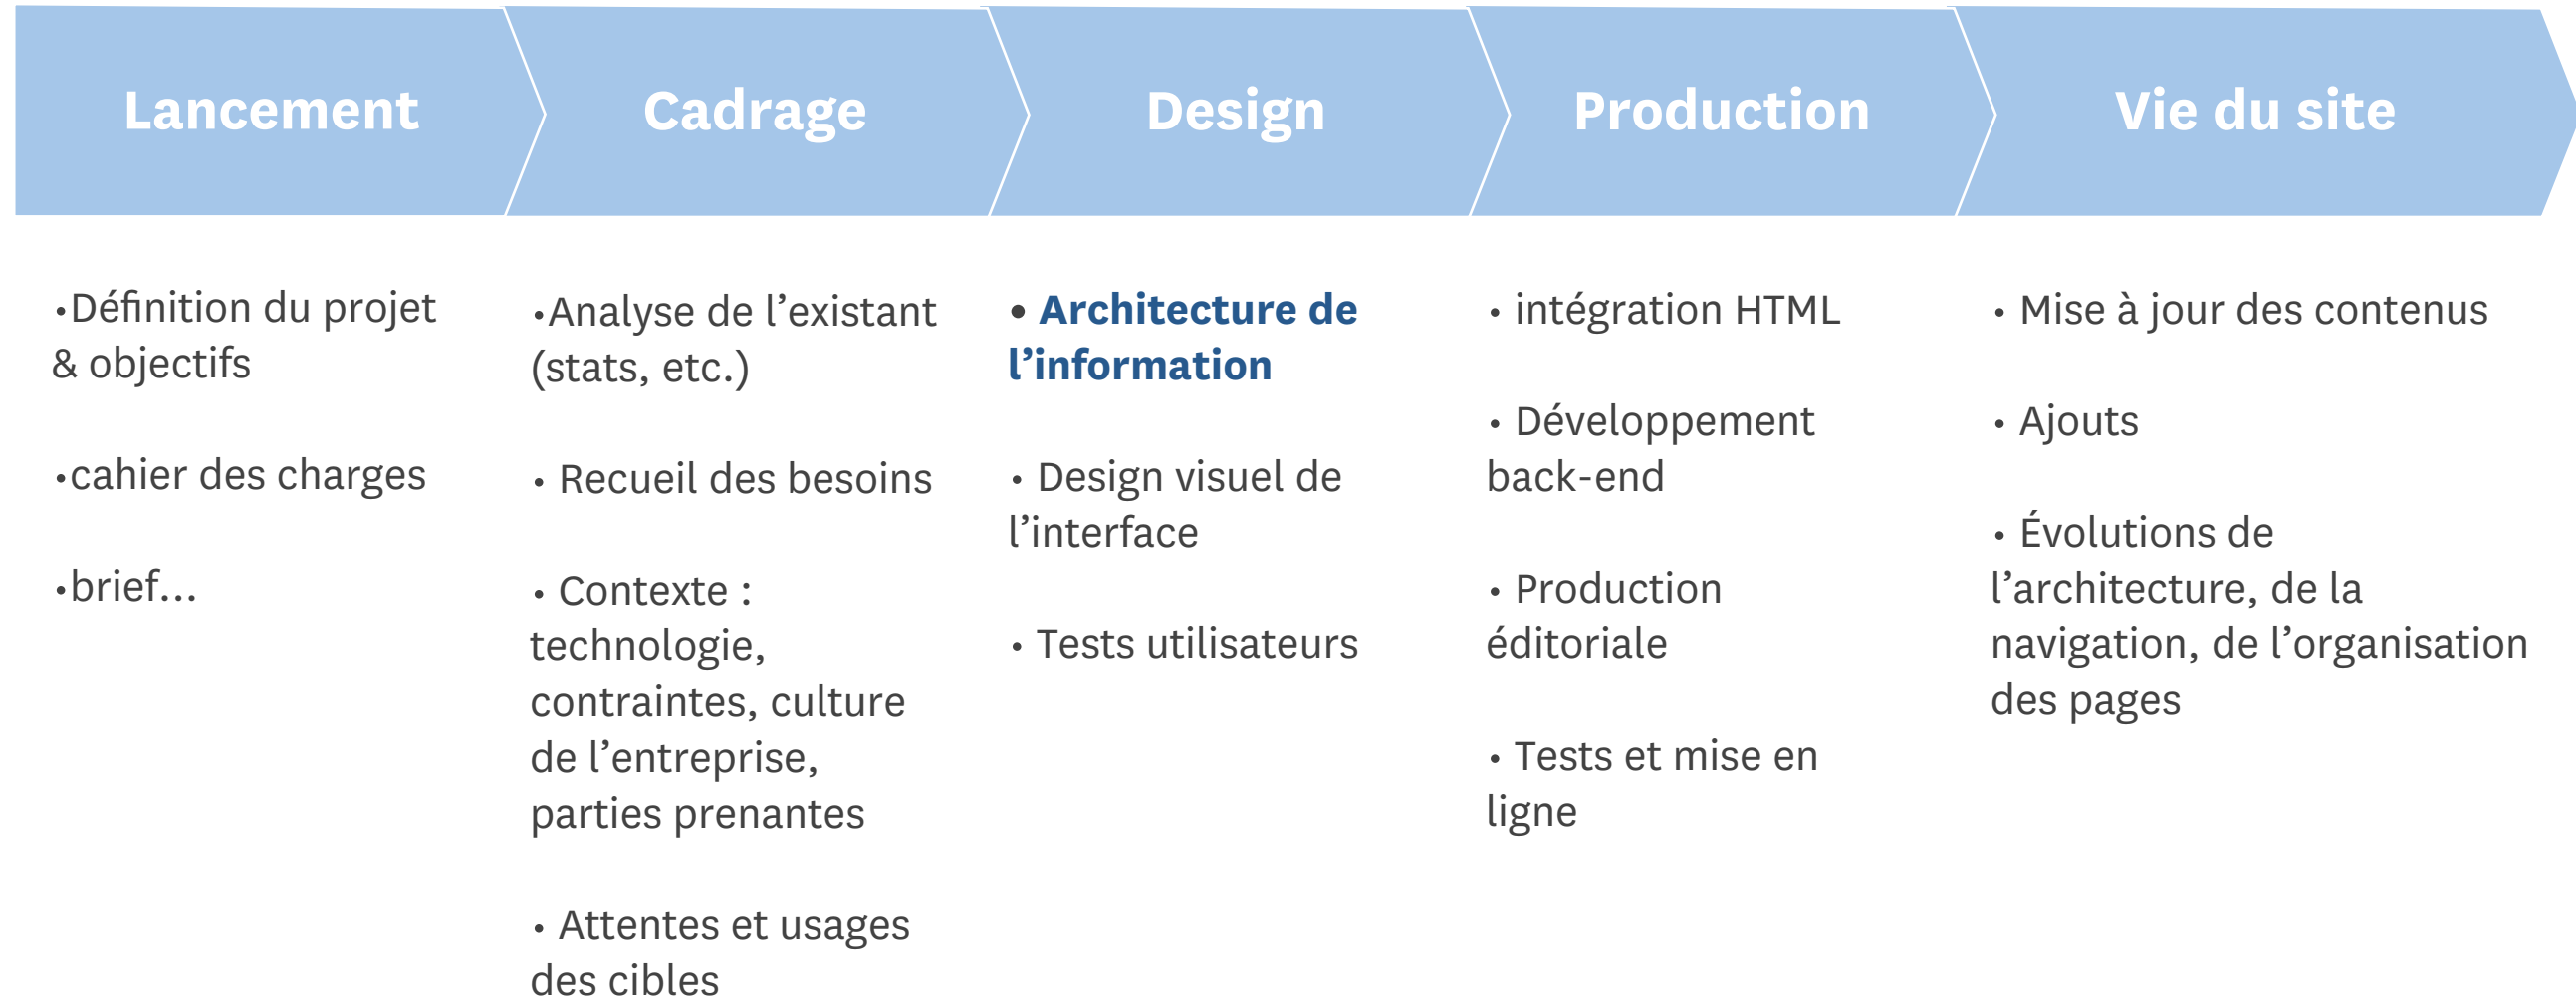 Lancement
Cadrage
Design
Production
Vie du site
•Définition du projet
& objectifs
•cahier des charges
•brief...
•Analyse de l’existant
(stats, etc.)
• Recueil des besoins
• Contexte :
technologie,
contraintes, culture
de l’entreprise,
parties prenantes
• Attentes et usages
des cibles
• Architecture de
l’information
• Design visuel de
l’interface
• Tests utilisateurs
• intégration HTML
• Développement
back-end
• Production
éditoriale
• Tests et mise en
ligne
• Mise à jour des contenus
• Ajouts
• Évolutions de
l’architecture, de la
navigation, de l’organisation
des pages